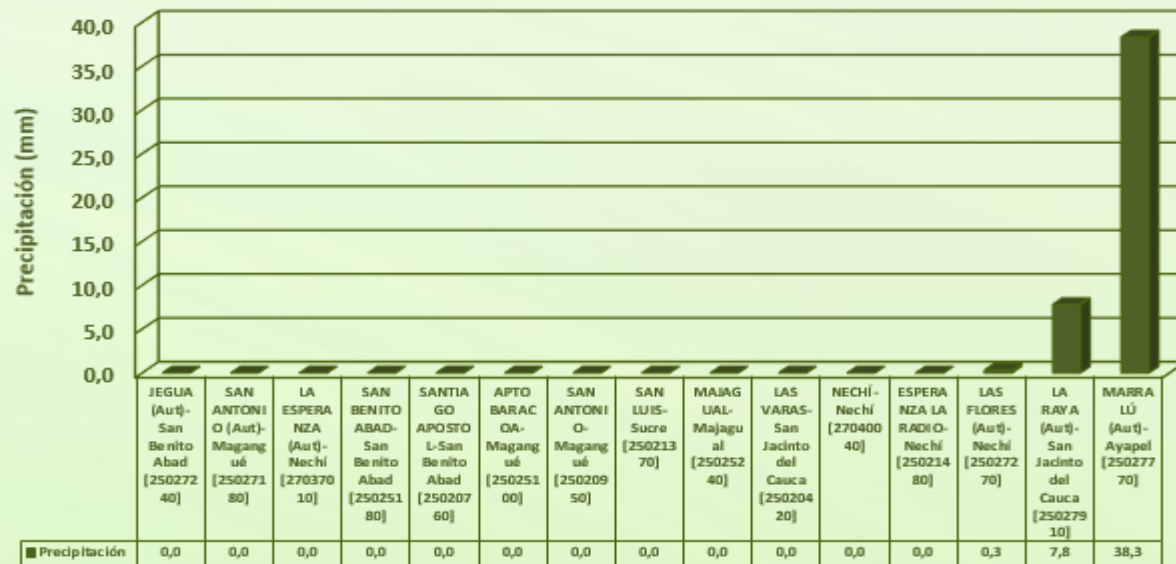 Precipitación (mm)
40,0
35,0
30,0
25,0
20,0
15,0
10,0
5,0
0,0
JEGUA
(Aut)-
San
Benito
Abad
[250272
40]
SAN
ANTONI
O (Aut)-
Magang
ué
[250271
80]
LA
ESPERA
NZA
(Aut)-
Nechí
[270370
10]
SAN
BENITO
ABAD-
San
Benito
Abad
[250251
80]
SANTIA
GO
APOSTO
L-San
Benito
Abad
[250207
60]
APTO
BARAC
OA-
Magang
ué
[250251
00]
SAN
ANTONI
O-
Magang
ué
[250209
50]
SAN
LUIS-
Sucre
[250213
70]
MAJAG
UAL-
Majagu
al
[250252
40]
LAS
VARAS-
San
Jacinto
del
Cauca
[250204
20]
NECHÍ-
Nechí
[270400
40]
ESPERA
NZA LA
RADIO-
Nechí
[250214
80]
LAS
FLORES
(Aut)-
Nechí
[250272
70]
LA
RAYA
(Aut)-
San
Jacinto
del
Cauca
[250279
10]
MARRA
LÚ
(Aut)-
Ayapel
[250277
70]
Precipitación 0,0 0,0 0,0 0,0 0,0 0,0 0,0 0,0 0,0 0,0 0,0 0,0 0,3 7,8 38,3